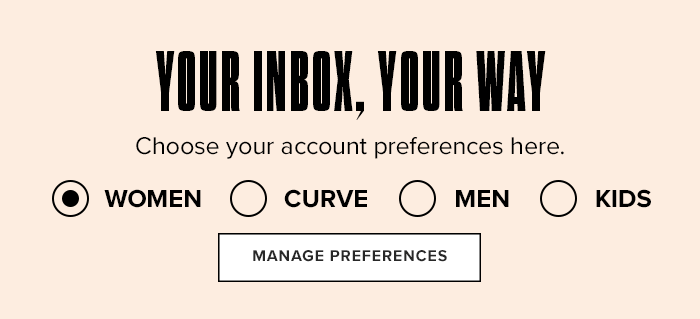 YOUR INBOX, YOUR WAY
Choose your account preferences here.
WOMEN CURVE MEN KIDS
MANAGE PREFERENCES